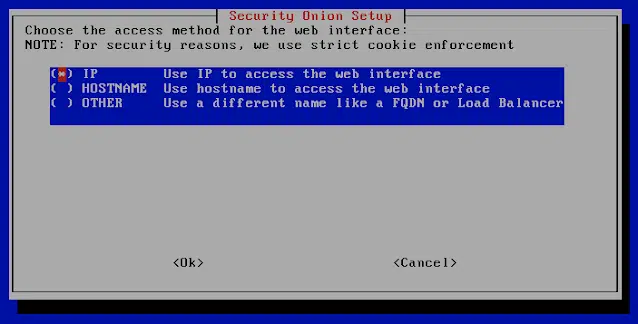 Security Onion Setup
Choose the access method for the web interface:
NOTE: For security reasons, we use strict cookie enforcement
(*) IP Use IP to access the web interface
( ) HOSTNAME Use hostname to access the web interface
( ) OTHER Use a different name like a FQDN or Load Balancer
<Ok> <Cancel>